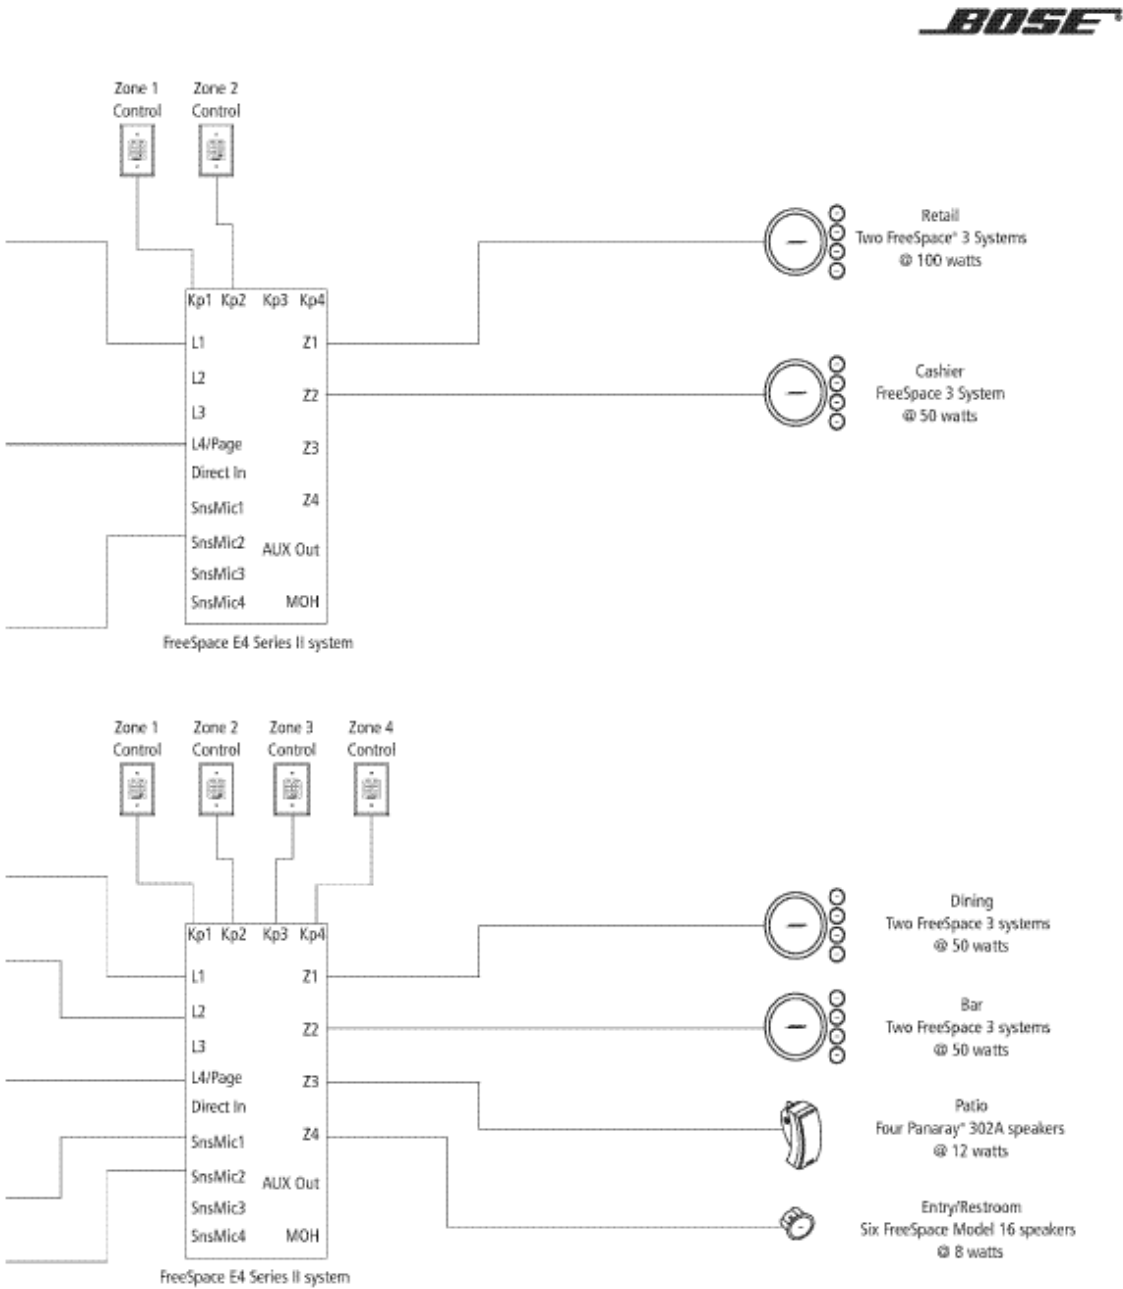 BOSE®
Zone 1
Control
Zone 2
Control
Retail
Two FreeSpace® 3 Systems
@ 100 watts
Kp1 Kp2 Kp3 Kp4
L1 Z1
L2
Z2
L3
L4/Page
Z3
Direct In
SnsMic1
Z4
SnsMic2
AUX Out
SnsMic3
SnsMic4 MOH
FreeSpace E4 Series II system
Cashier
FreeSpace 3 System
@ 50 watts
Zone 1
Control
Zone 2
Control
Zone 3
Control
Zone 4
Control
Kp1 Kp2 Kp3 Kp4
L1 Z1
L2
Z2
L3
L4/Page Z3
Direct In
SnsMic1 Z4
SnsMic2
AUX Out
SnsMic3
SnsMic4 MOH
FreeSpace E4 Series II system
Dining
Two FreeSpace 3 systems
@ 50 watts
Bar
Two FreeSpace 3 systems
@ 50 watts
Patio
Four Panaray® 302A speakers
@ 12 watts
Entry/Restroom
Six FreeSpace Model 16 speakers
@ 8 watts